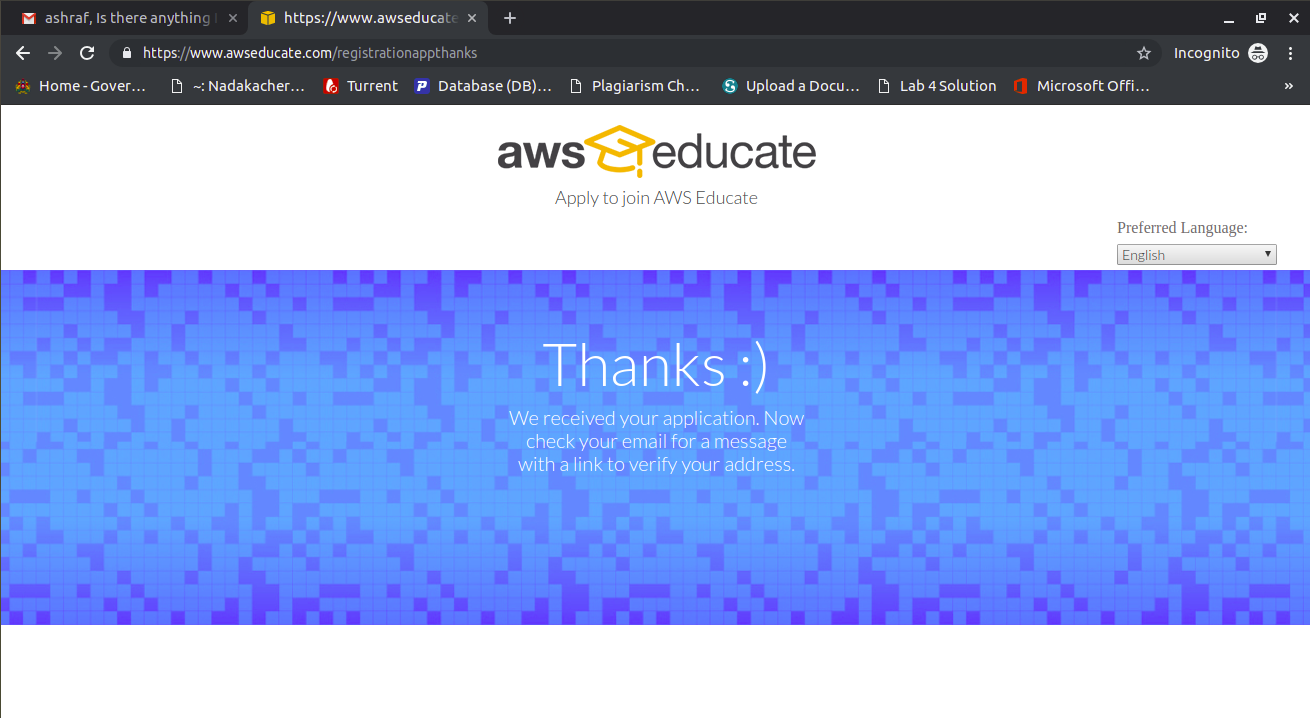 ashraf, Is there anything
https://www.awseducate
https://www.awseducate.com/registrationappthanks
Incognito
Home - Gover...
~: Nadakacher...
Turrent
Database (DB)...
Plagiarism Ch...
Upload a Docu...
Lab 4 Solution
Microsoft Offi...
»
aws educate
Apply to join AWS Educate
Preferred Language:
English
Thanks :)
We received your application. Now
check your email for a message
with a link to verify your address.